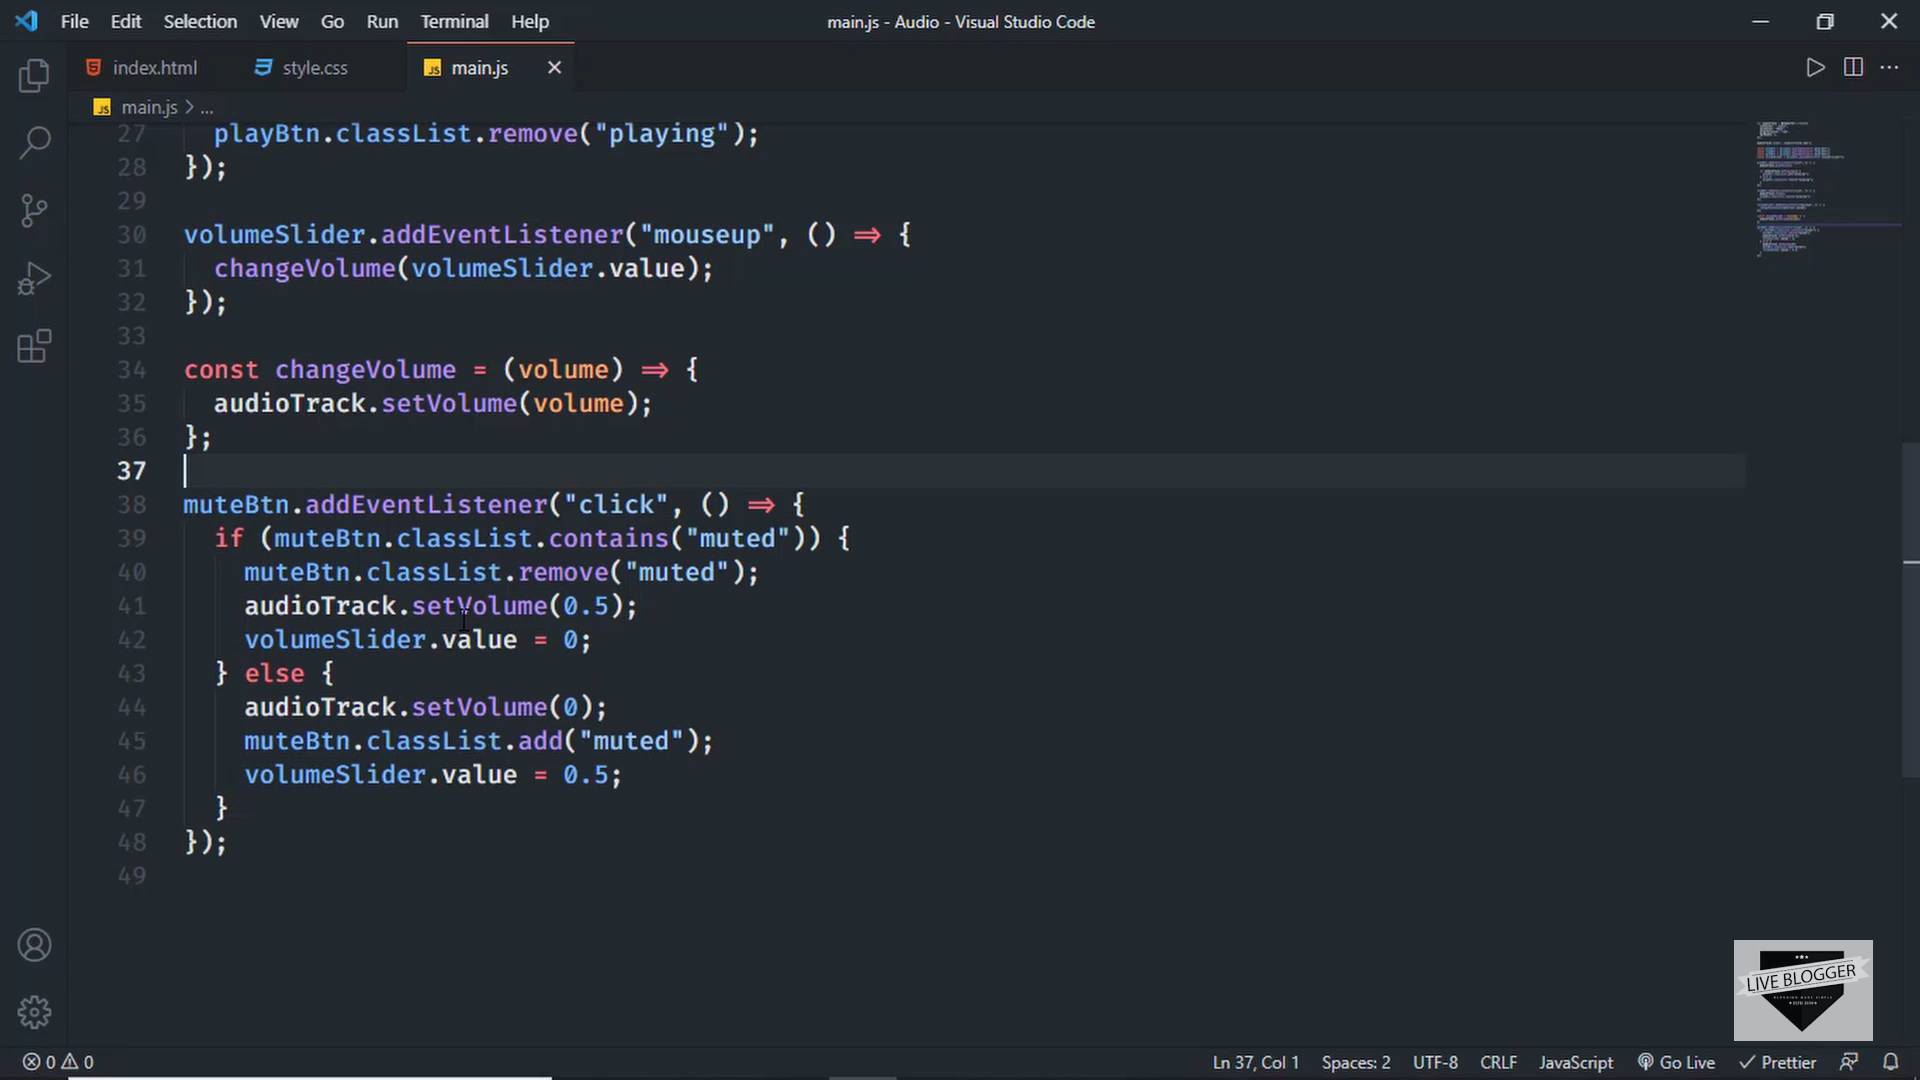 File Edit Selection View Go Run Terminal Help main.js - Audio - Visual Studio Code
index.html style.css JS main.js
JS main.js > ...
27 playBtn.classList.remove("playing");
28 });
29
30 volumeSlider.addEventListener("mouseup", () => {
31 changeVolume(volumeSlider.value);
32 });
33
34 const changeVolume = (volume) => {
35 audioTrack.setVolume(volume);
36 };
37
38 muteBtn.addEventListener("click", () => {
39 if (muteBtn.classList.contains("muted")) {
40 muteBtn.classList.remove("muted");
41 audioTrack.setVolume(0.5);
42 volumeSlider.value = 0;
43 } else {
44 audioTrack.setVolume(0);
45 muteBtn.classList.add("muted");
46 volumeSlider.value = 0.5;
47 }
48 });
49
LIVE BLOGGER
0 0 Ln 37, Col 1 Spaces: 2 UTF-8 CRLF JavaScript Go Live Prettier